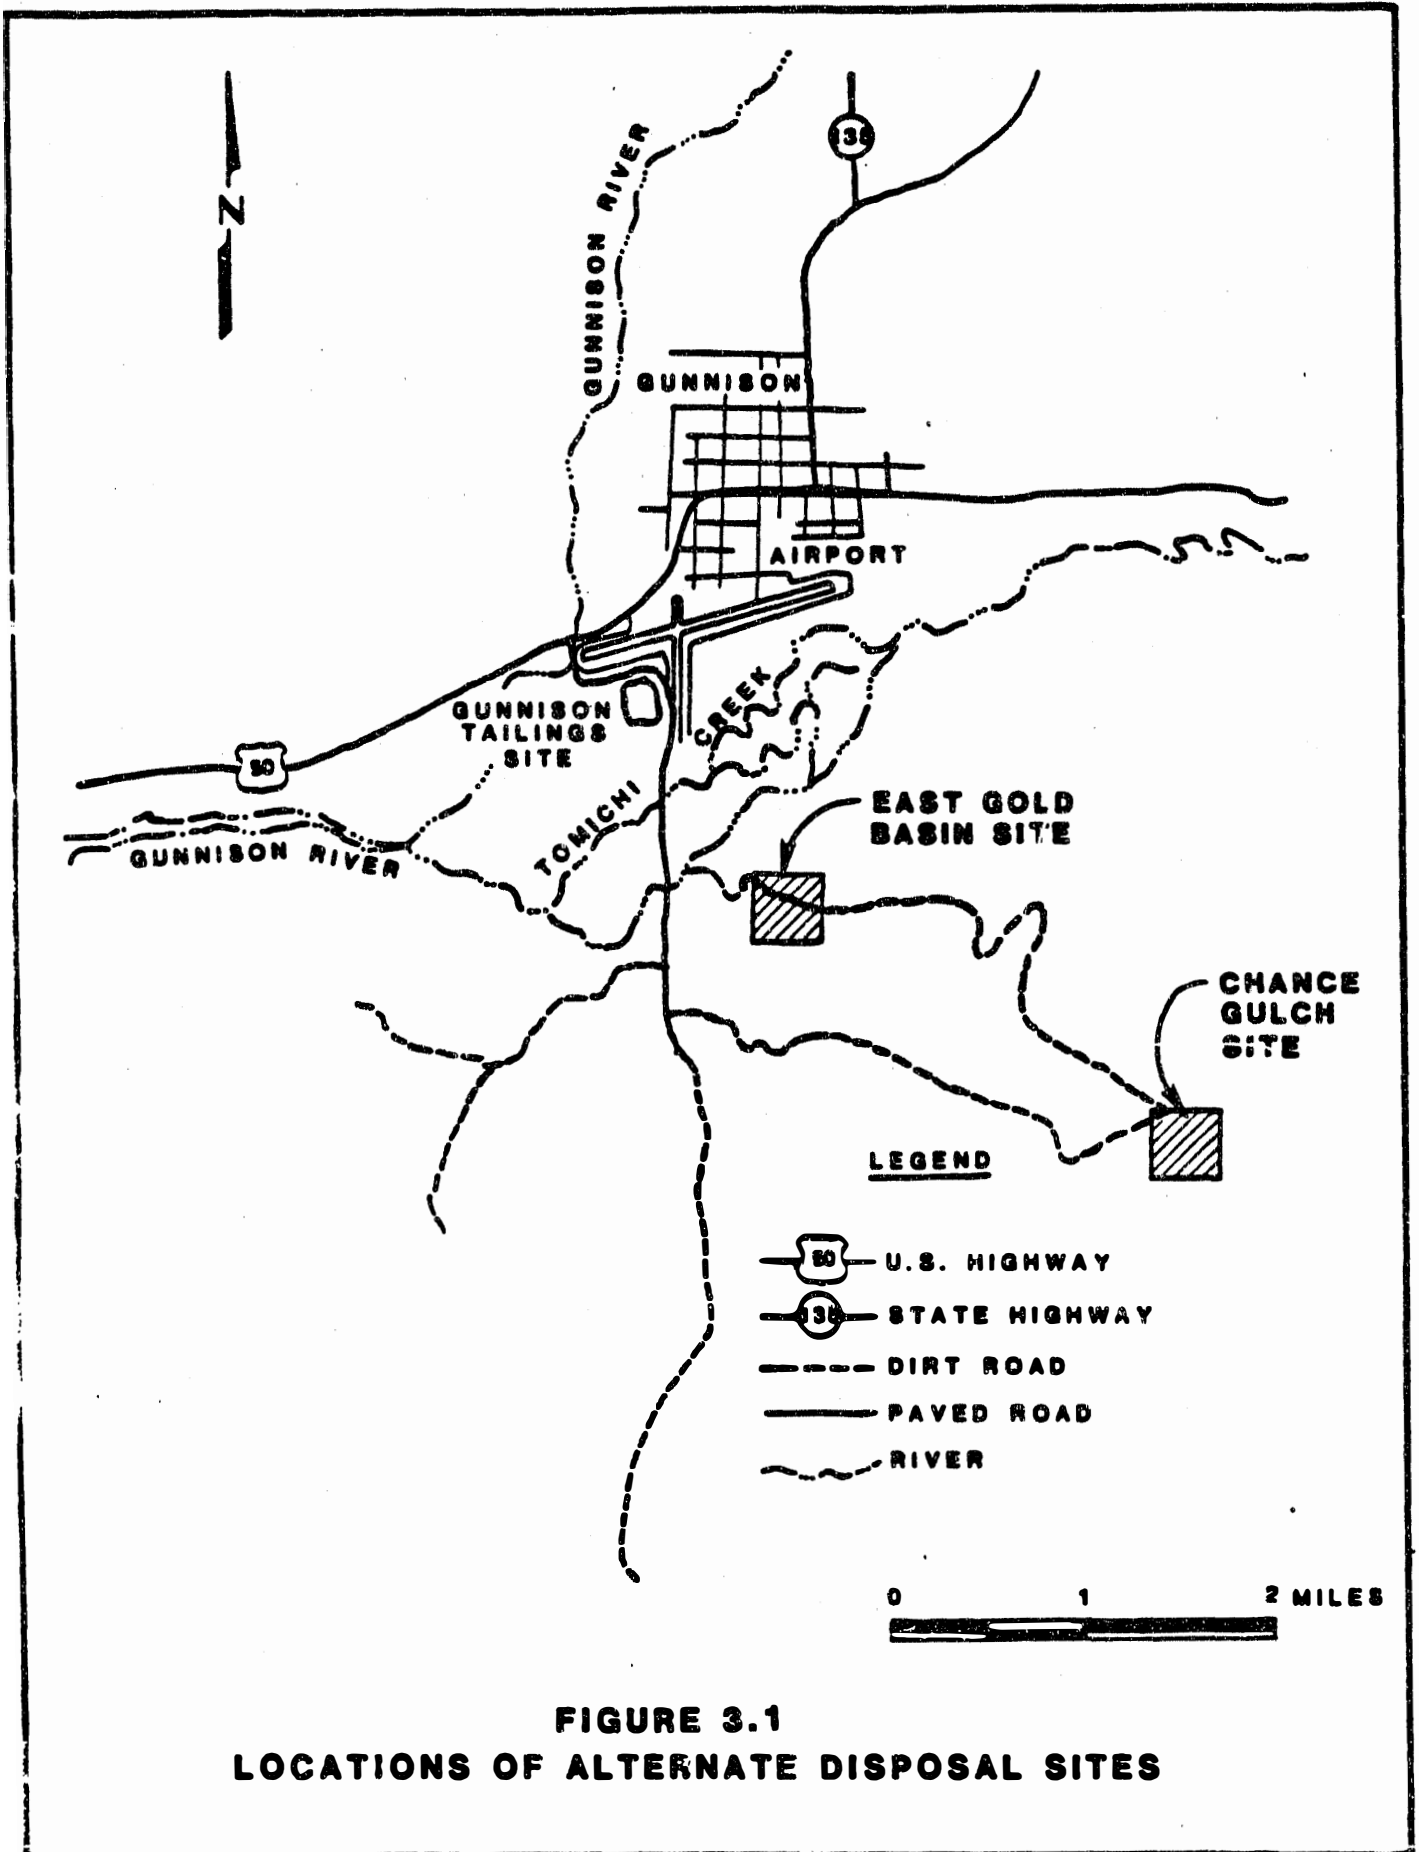 N
GUNNISON RIVER
GUNNISON
AIRPORT
GUNNISON
TAILINGS
SITE
TOMICHI CREEK
50
GUNNISON RIVER
EAST GOLD
BASIN SITE
CHANCE
GULCH
SITE
LEGEND
50 U.S. HIGHWAY
STATE HIGHWAY
DIRT ROAD
PAVED ROAD
RIVER
0 1 2 MILES
FIGURE 3.1
LOCATIONS OF ALTERNATE DISPOSAL SITES